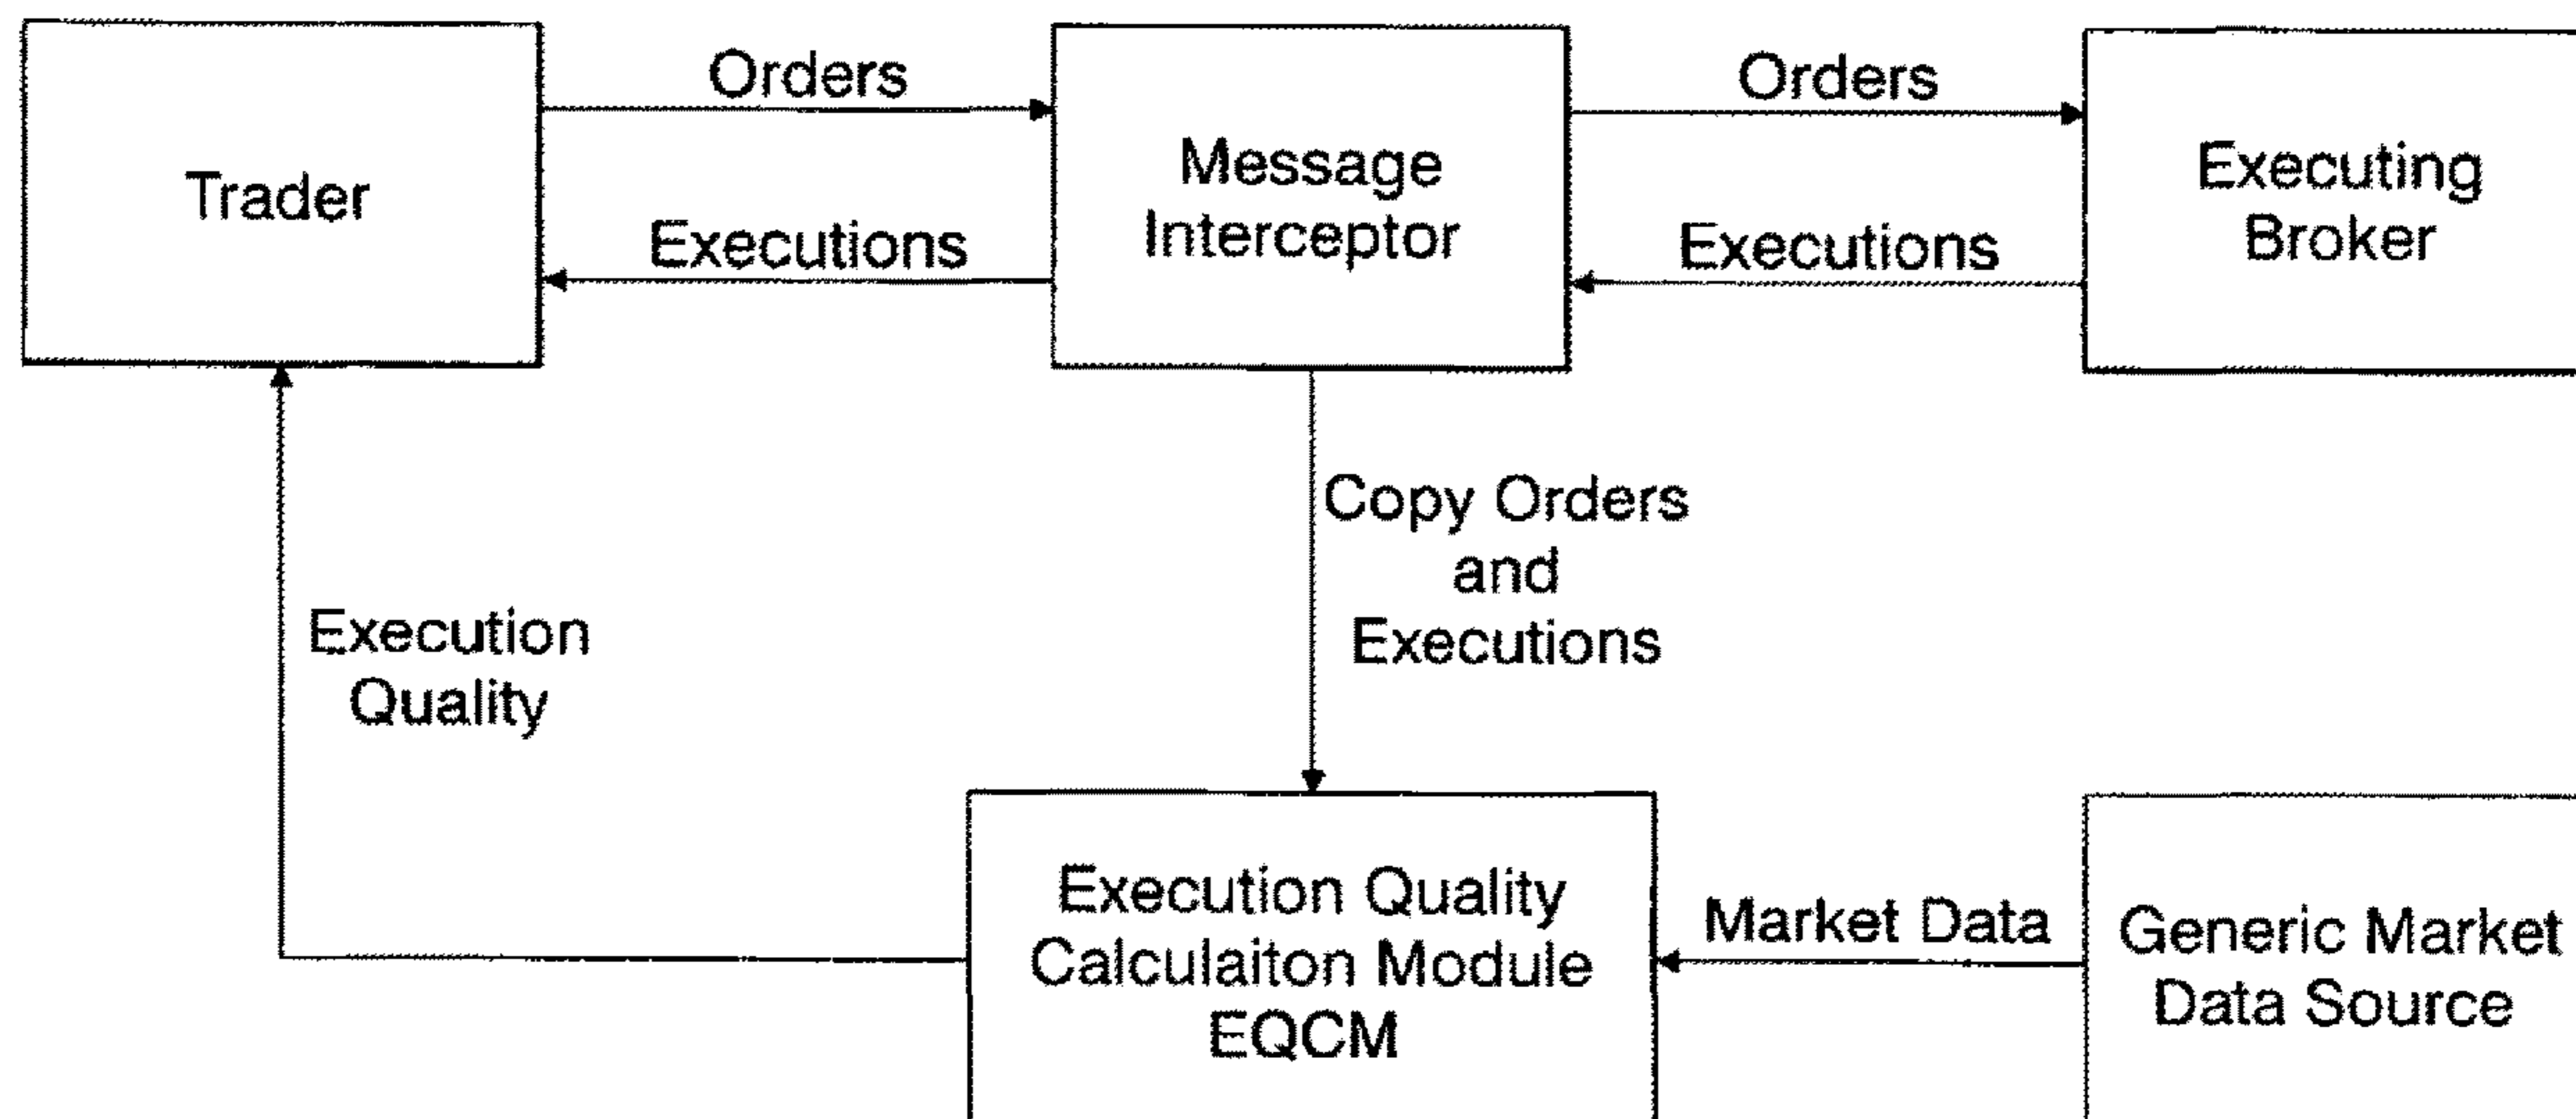 Trader
Orders
Executions
Message
Interceptor
Orders
Executions
Executing
Broker
Copy Orders
and
Executions
Execution
Quality
Execution Quality
Calculaiton Module
EQCM
Market Data
Generic Market
Data Source